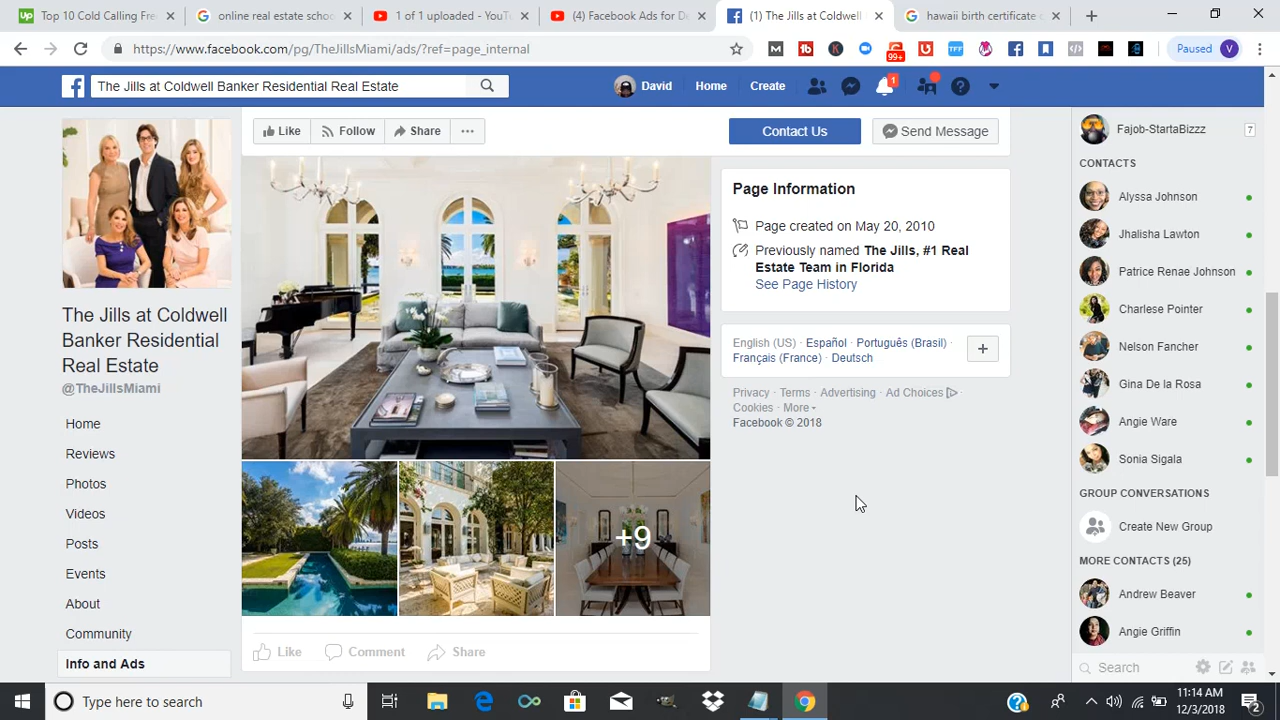 Top 10 Cold Calling Fre
online real estate schoo
1 of 1 uploaded - YouT
(4) Facebook Ads for De
(1) The Jills at Coldwell
hawaii birth certificate
https://www.facebook.com/pg/TheJillsMiami/ads/?ref=page_internal
99+
TFF
Paused
V
The Jills at Coldwell Banker Residential Real Estate
David
Home
Create
1
Like
Follow
Share
Contact Us
Send Message
The Jills at Coldwell
Banker Residential
Real Estate
@TheJillsMiami
Home
Reviews
Photos
Videos
Posts
Events
About
Community
Info and Ads
+9
Like
Comment
Share
Page Information
Page created on May 20, 2010
Previously named The Jills, #1 Real
Estate Team in Florida
See Page History
English (US) · Español · Português (Brasil) ·
Français (France) · Deutsch
Privacy · Terms · Advertising · Ad Choices ·
Cookies · More
Facebook © 2018
Fajob-StartaBizzz
7
CONTACTS
Alyssa Johnson
Jhalisha Lawton
Patrice Renae Johnson
Charlese Pointer
Nelson Fancher
Gina De la Rosa
Angie Ware
Sonia Sigala
GROUP CONVERSATIONS
Create New Group
MORE CONTACTS (25)
Andrew Beaver
Angie Griffin
Search
Type here to search
11:14 AM
12/3/2018
2